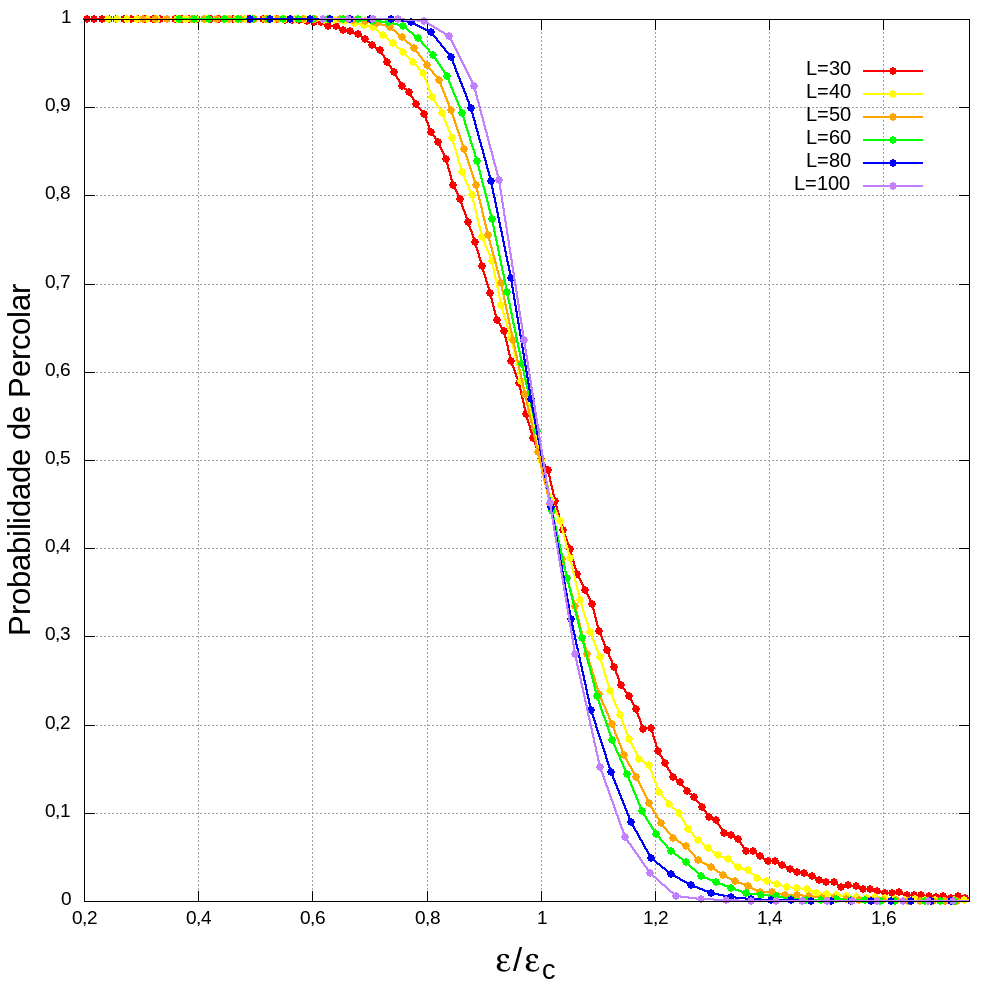 1
0,9
0,8
0,7
0,6
0,5
0,4
0,3
0,2
0,1
0
Probabilidade de Percolar
L=30
L=40
L=50
L=60
L=80
L=100
0,2 0,4 0,6 0,8 1 1,2 1,4 1,6
ε/εc